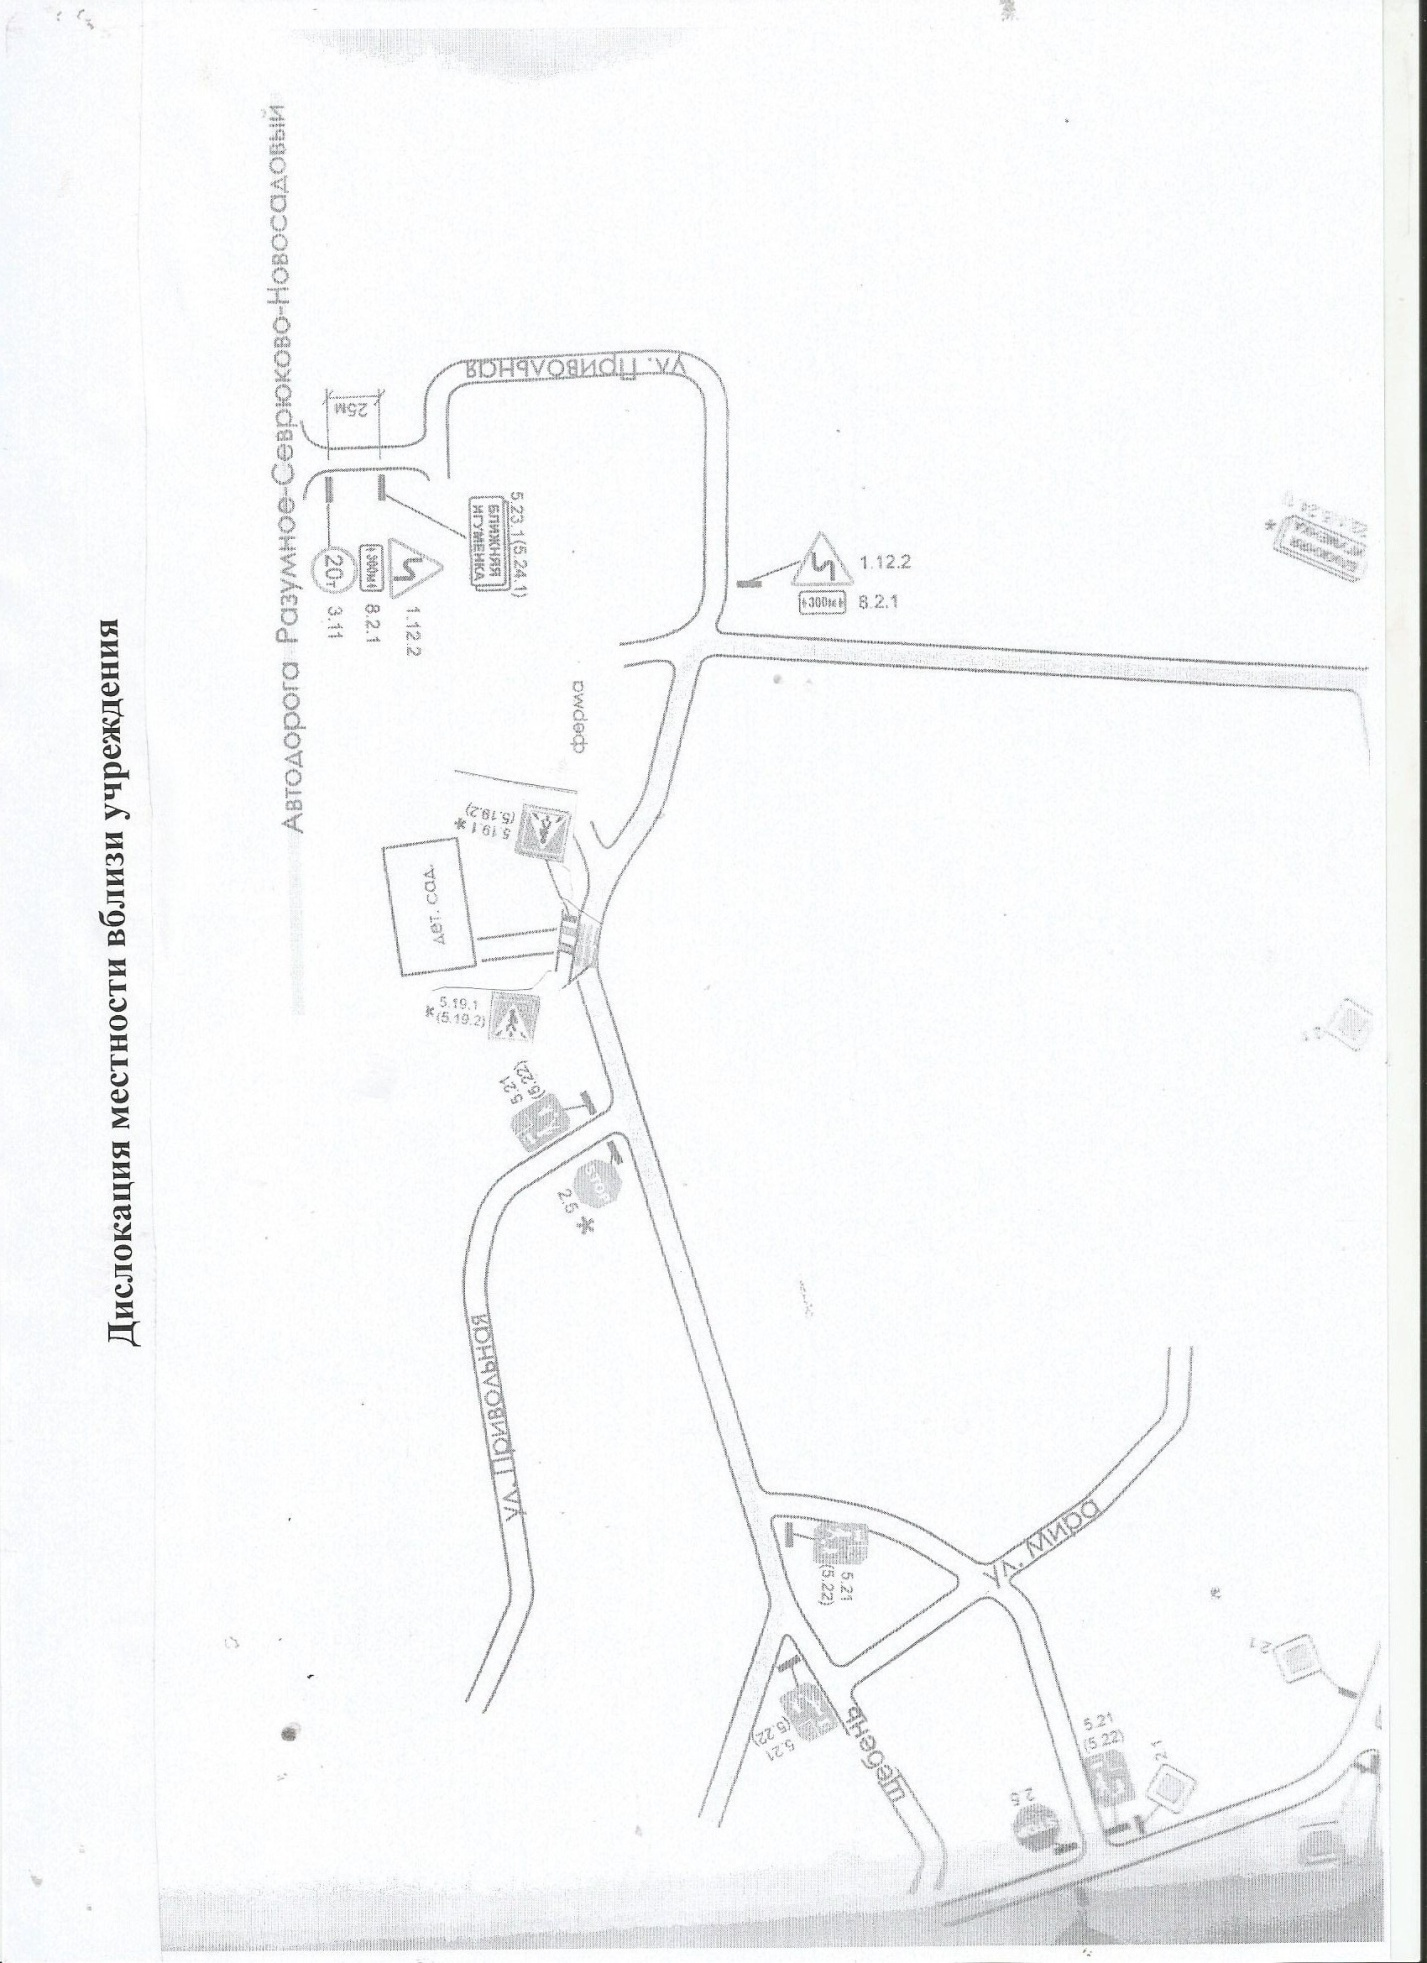 Дислокация местности вблизи учреждения
Автодорога Разумное-Севрюково-Новосадовый
ул. Привольная
25м
5.23.1(5.24.1)
БЛИЖНЯЯ
ИГУМЕНКА
1.12.2
300м
8.2.1
20т
3.11
1.12.2
300м
8.2.1
ферма
5.19.1 *
(5.19.2)
дет. сад.
5.19.1
*(5.19.2)
5.21
(5.22)
STOP
2.5
*
ул. Привольная
5.21
(5.22)
ул. Мира
5.21
(5.22)
щебень
5.21
(5.22)
2.1
2.5
2.1
2.1
*